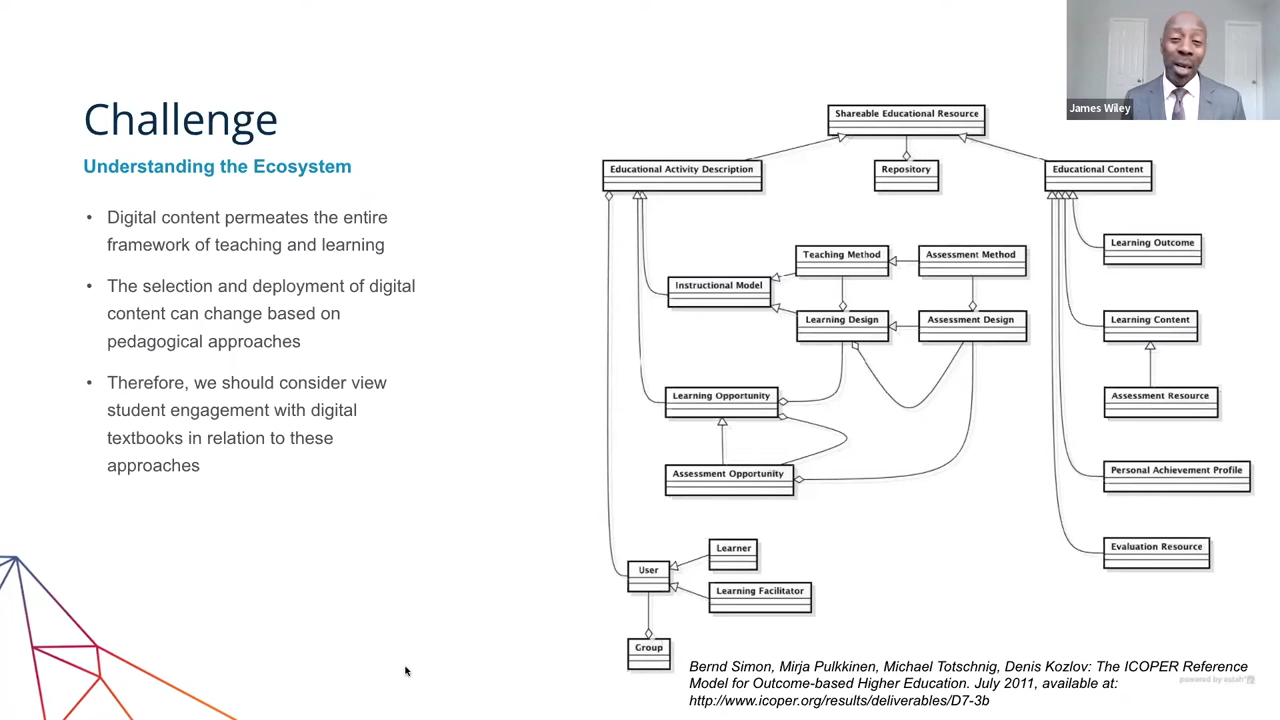 James Wiley
Challenge
Understanding the Ecosystem
• Digital content permeates the entire
framework of teaching and learning
• The selection and deployment of digital
content can change based on
pedagogical approaches
• Therefore, we should consider view
student engagement with digital
textbooks in relation to these
approaches
Shareable Educational Resource
Educational Activity Description
Repository
Educational Content
Teaching Method
Assessment Method
Learning Outcome
Instructional Model
Learning Design
Assessment Design
Learning Content
Learning Opportunity
Assessment Resource
Assessment Opportunity
Personal Achievement Profile
Learner
Evaluation Resource
User
Learning Facilitator
Group
Bernd Simon, Mirja Pulkkinen, Michael Totschnig, Denis Kozlov: The ICOPER Reference
Model for Outcome-based Higher Education. July 2011, available at:
http://www.icoper.org/results/deliverables/D7-3b
powered by astah